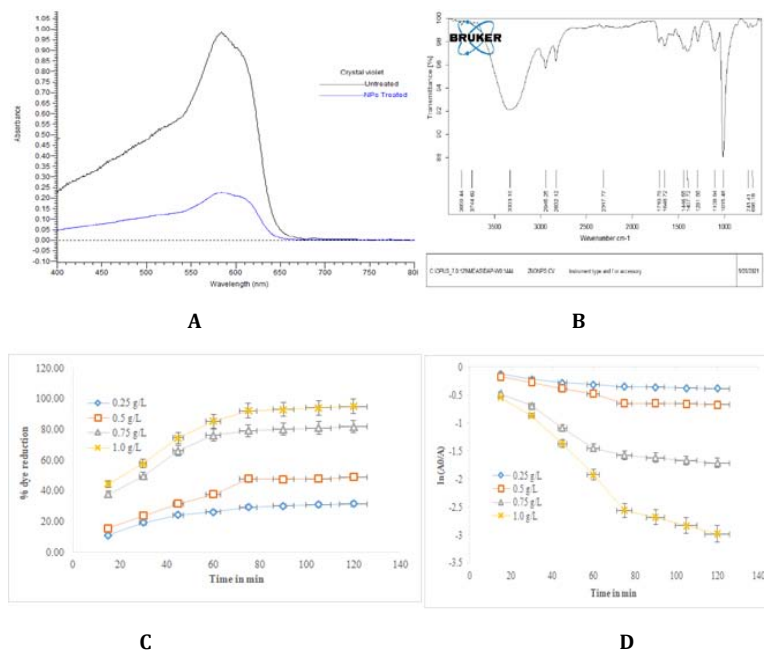 1.05
1.00
0.95
0.90
0.85
0.80
0.75
0.70
0.65
0.60
0.55
0.50
0.45
0.40
0.35
0.30
0.25
0.20
0.15
0.10
0.05
0.00
-0.05
-0.10
Absorbance
Crystal violet
Untreated
NPs Treated
400 450 500 550 600 650 700 750 800
Wavelength (nm)
A
BRUKER
Transmittance [%]
100
98
96
94
92
90
88
3500 3000 2500 2000 1500 1000
Wavenumber cm-1
Instrument type and / or accessory
B
120.00
100.00
80.00
60.00
40.00
20.00
0.00
% dye reduction
0.25 g/L
0.5 g/L
0.75 g/L
1.0 g/L
0 20 40 60 80 100 120 140
Time in min
C
0
-0.5
-1
-1.5
-2
-2.5
-3
-3.5
ln(A0/A)
0 20 40 60 80 100 120 140
0.25 g/L
0.5 g/L
0.75 g/L
1.0 g/L
Time in min
D